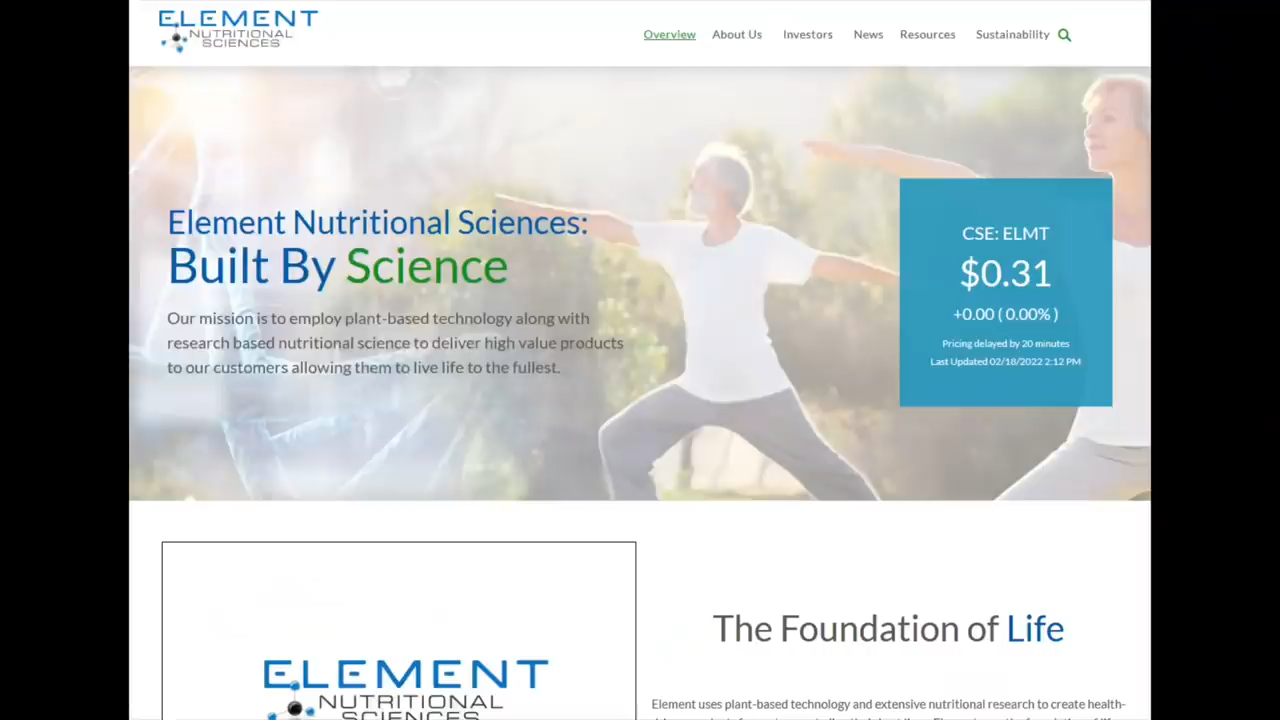 ELEMENT
NUTRITIONAL
SCIENCES
Overview About Us Investors News Resources Sustainability
Element Nutritional Sciences:
Built By Science
Our mission is to employ plant-based technology along with
research based nutritional science to deliver high value products
to our customers allowing them to live life to the fullest.
CSE: ELMT
$0.31
+0.00 ( 0.00% )
Pricing delayed by 20 minutes
Last Updated 02/18/2022 2:12 PM
ELEMENT
NUTRITIONAL
SCIENCES
The Foundation of Life
Element uses plant-based technology and extensive nutritional research to create health-